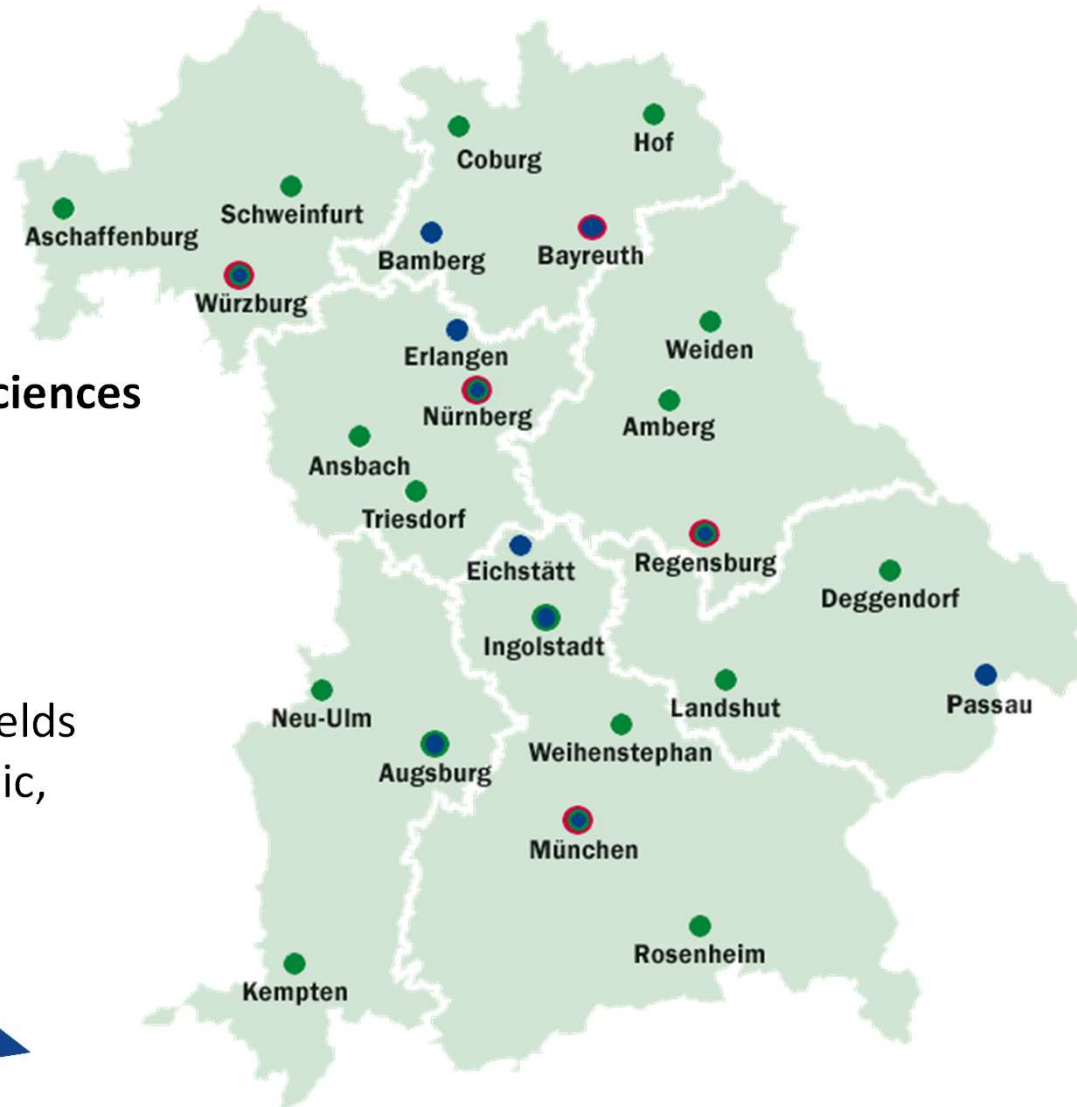 Coburg
Hof
Schweinfurt
Aschaffenburg
Bamberg
Bayreuth
Würzburg
Erlangen
Weiden
ciences
Nürnberg
Amberg
Ansbach
Triesdorf
Eichstätt
Regensburg
Deggendorf
Ingolstadt
Neu-Ulm
Landshut
Passau
elds
Weihenstephan
Augsburg
ic,
München
Rosenheim
Kempten